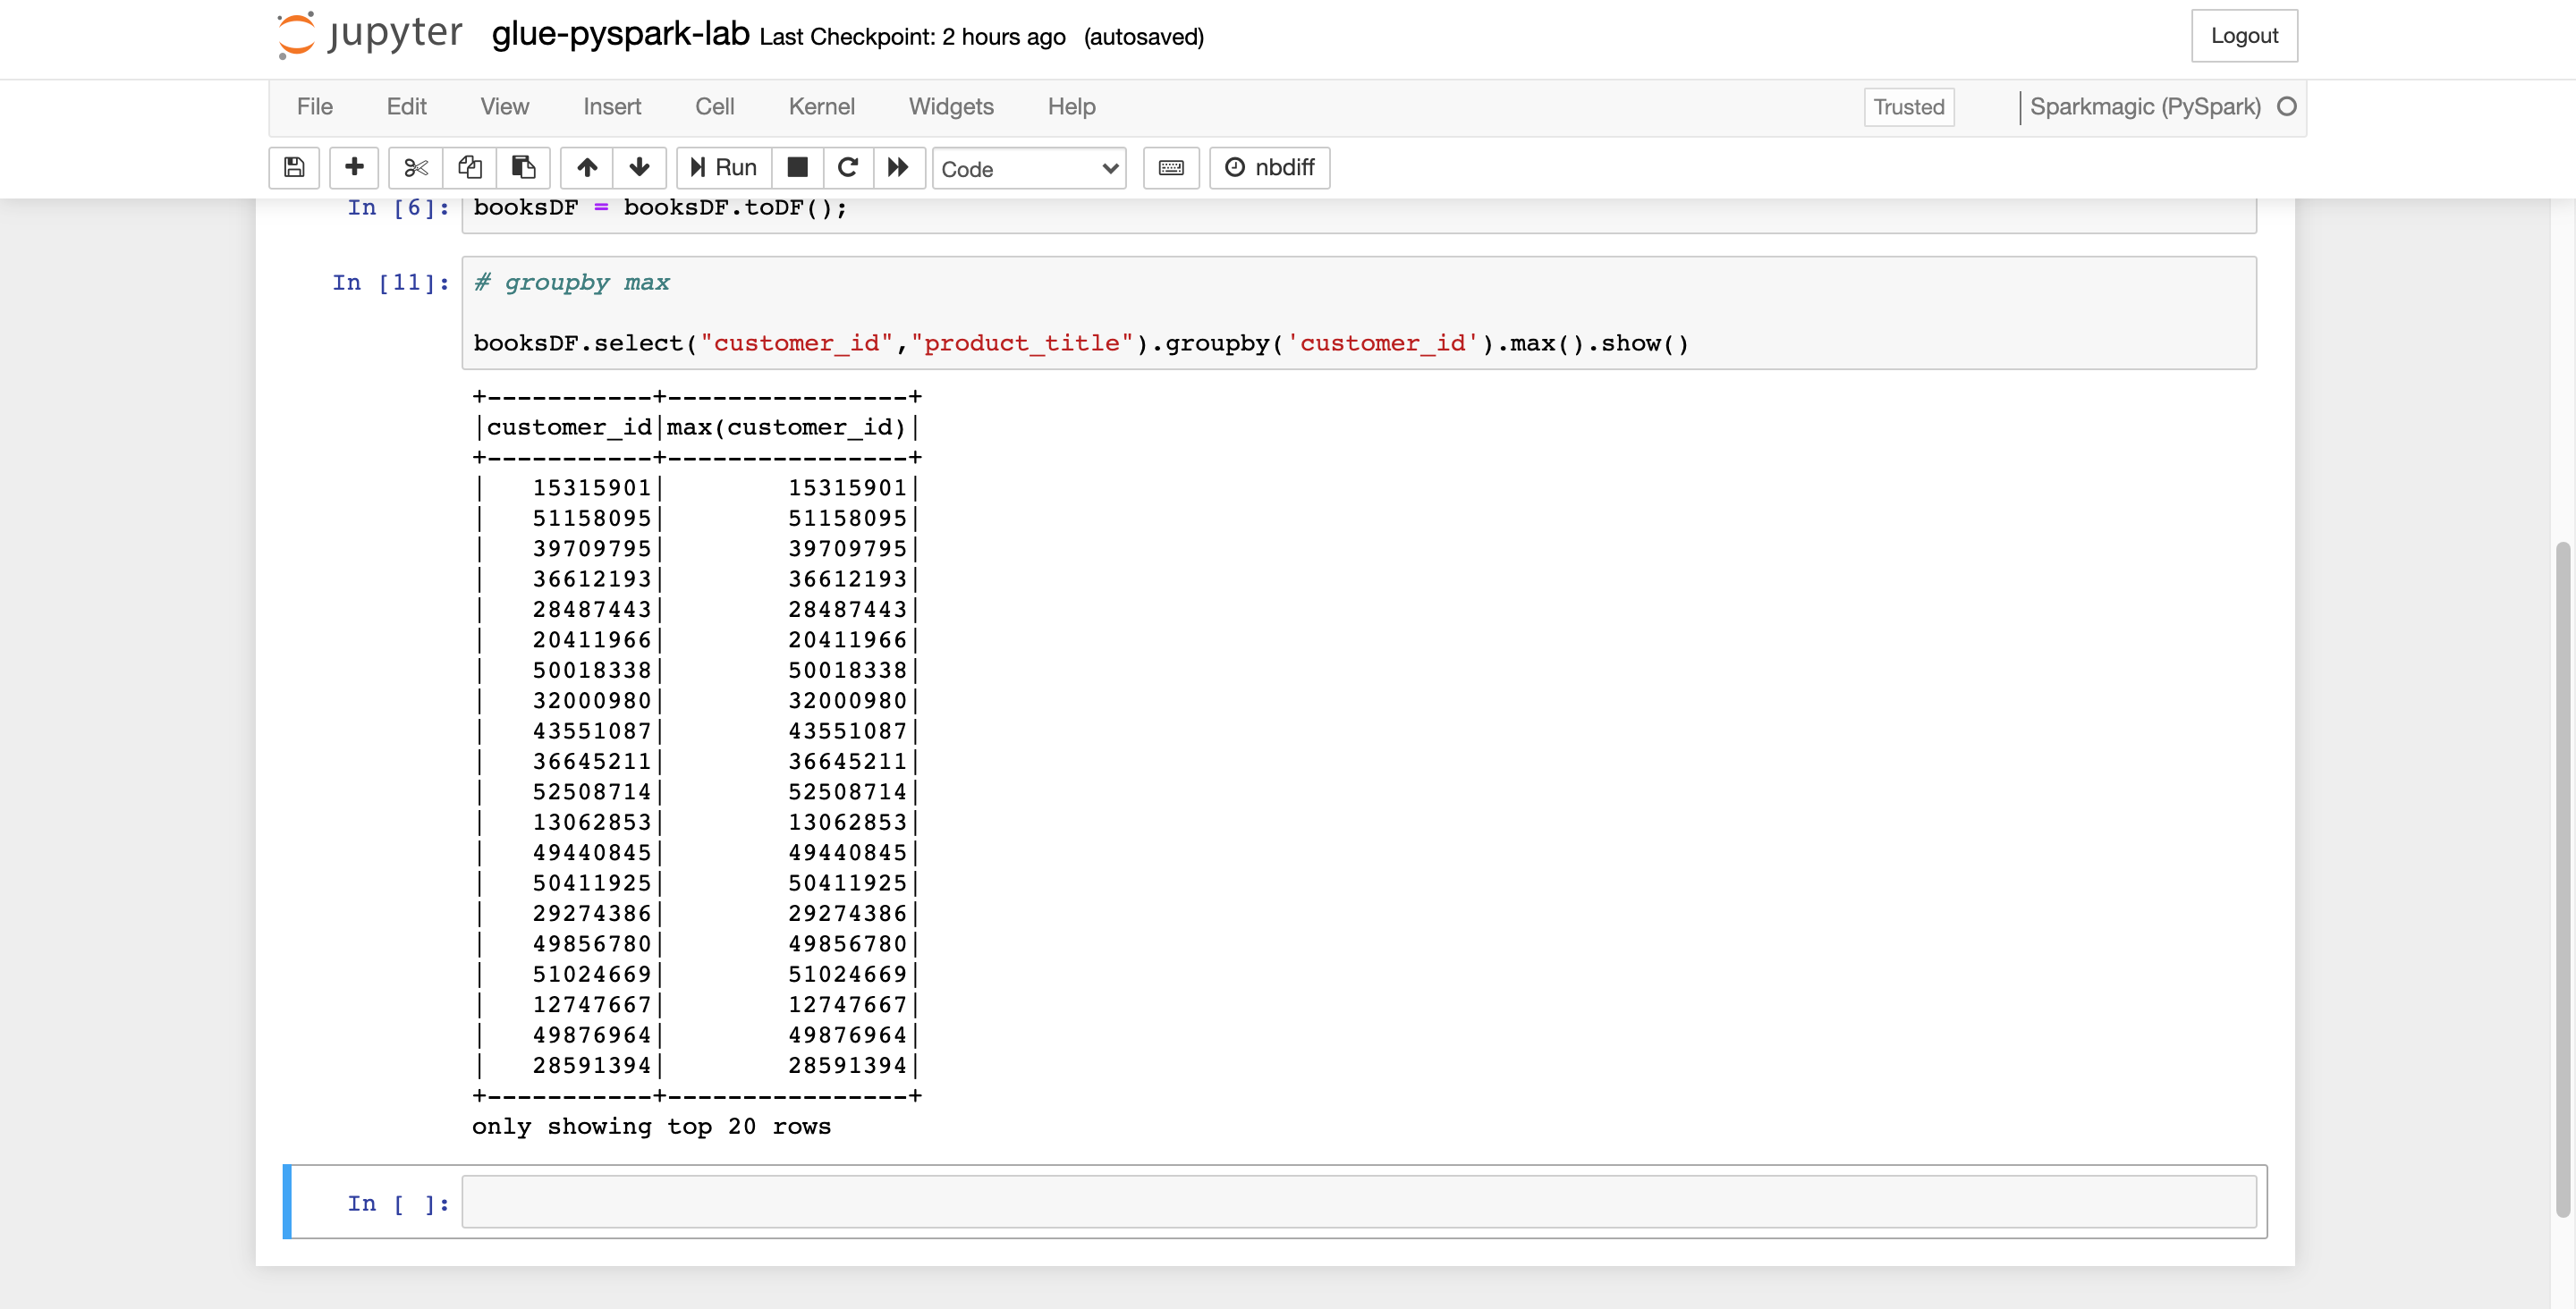 jupyter glue-pyspark-lab Last Checkpoint: 2 hours ago (autosaved) Logout
File Edit View Insert Cell Kernel Widgets Help Trusted Sparkmagic (PySpark)
Run Code nbdiff
In [6]: booksDF = booksDF.toDF();
In [11]: # groupby max
booksDF.select("customer_id","product_title").groupby('customer_id').max().show()
+-----------+----------------+
|customer_id|max(customer_id)|
+-----------+----------------+
|   15315901|        15315901|
|   51158095|        51158095|
|   39709795|        39709795|
|   36612193|        36612193|
|   28487443|        28487443|
|   20411966|        20411966|
|   50018338|        50018338|
|   32000980|        32000980|
|   43551087|        43551087|
|   36645211|        36645211|
|   52508714|        52508714|
|   13062853|        13062853|
|   49440845|        49440845|
|   50411925|        50411925|
|   29274386|        29274386|
|   49856780|        49856780|
|   51024669|        51024669|
|   12747667|        12747667|
|   49876964|        49876964|
|   28591394|        28591394|
+-----------+----------------+
only showing top 20 rows
In [ ]: